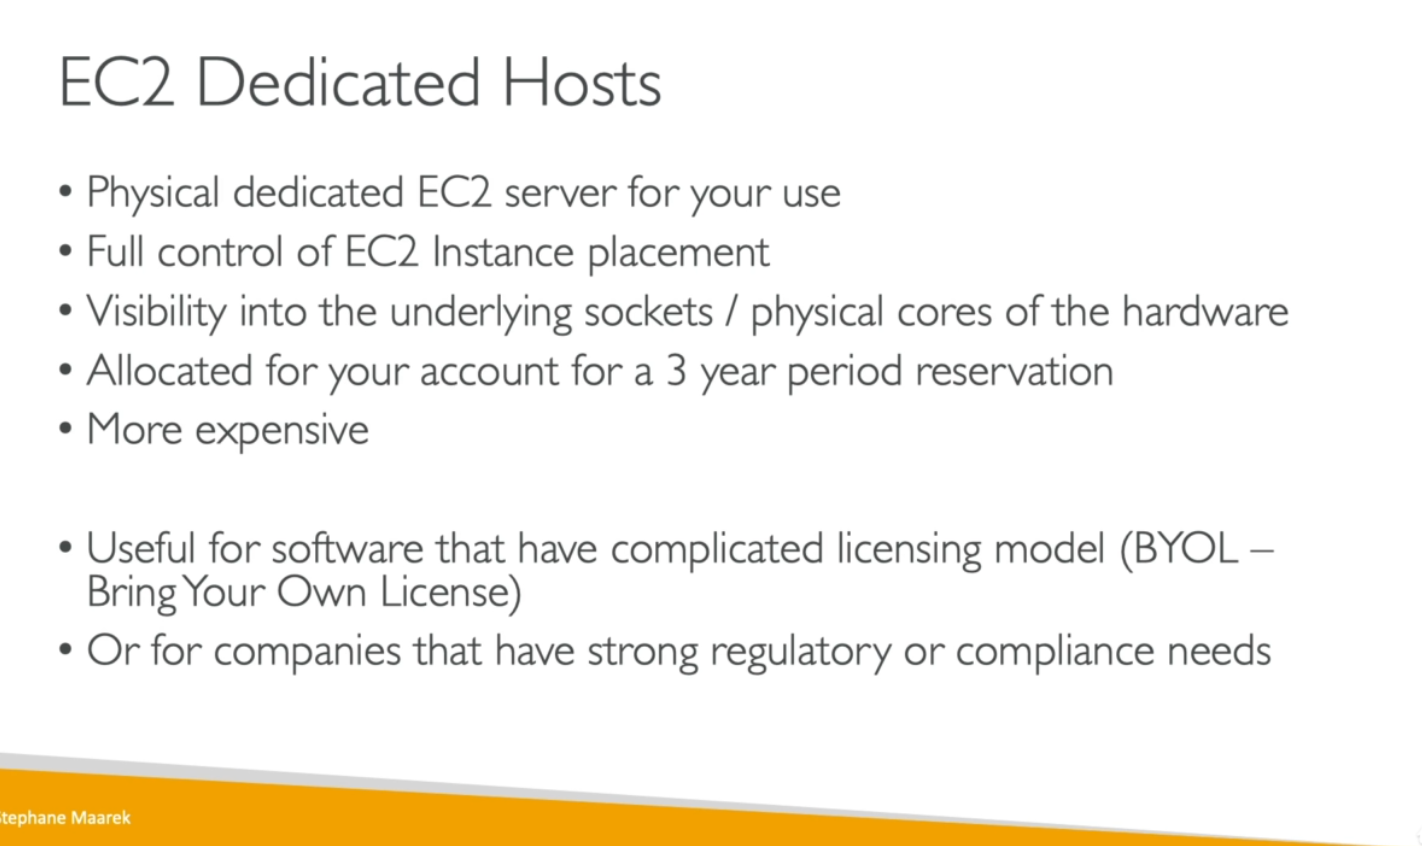 EC2 Dedicated Hosts
• Physical dedicated EC2 server for your use
• Full control of EC2 Instance placement
• Visibility into the underlying sockets / physical cores of the hardware
• Allocated for your account for a 3 year period reservation
• More expensive
• Useful for software that have complicated licensing model (BYOL –
Bring Your Own License)
• Or for companies that have strong regulatory or compliance needs
Stephane Maarek